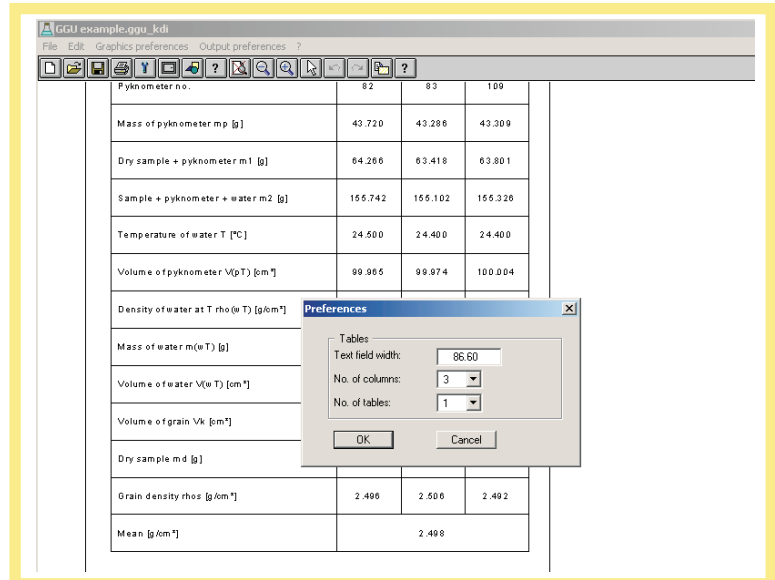 GGU example.ggu_kdi
File Edit Graphics preferences Output preferences ?
Pyknometer no. 82 83 109
Mass of pyknometer mp [g] 43.720 43.286 43.309
Dry sample + pyknometer m1 [g] 64.266 63.418 63.801
Sample + pyknometer + water m2 [g] 155.742 155.102 155.326
Temperature of water T [°C] 24.500 24.400 24.400
Volume of pyknometer V(pT) [cm³] 99.965 99.974 100.004
Density of water at T rho(wT) [g/cm³]
Mass of water m(wT) [g]
Volume of water V(wT) [cm³]
Volume of grain Vk [cm³]
Dry sample md [g]
Grain density rhos [g/cm³] 2.496 2.506 2.492
Mean [g/cm³] 2.498
Preferences
Tables
Text field width: 86.60
No. of columns: 3
No. of tables: 1
OK Cancel